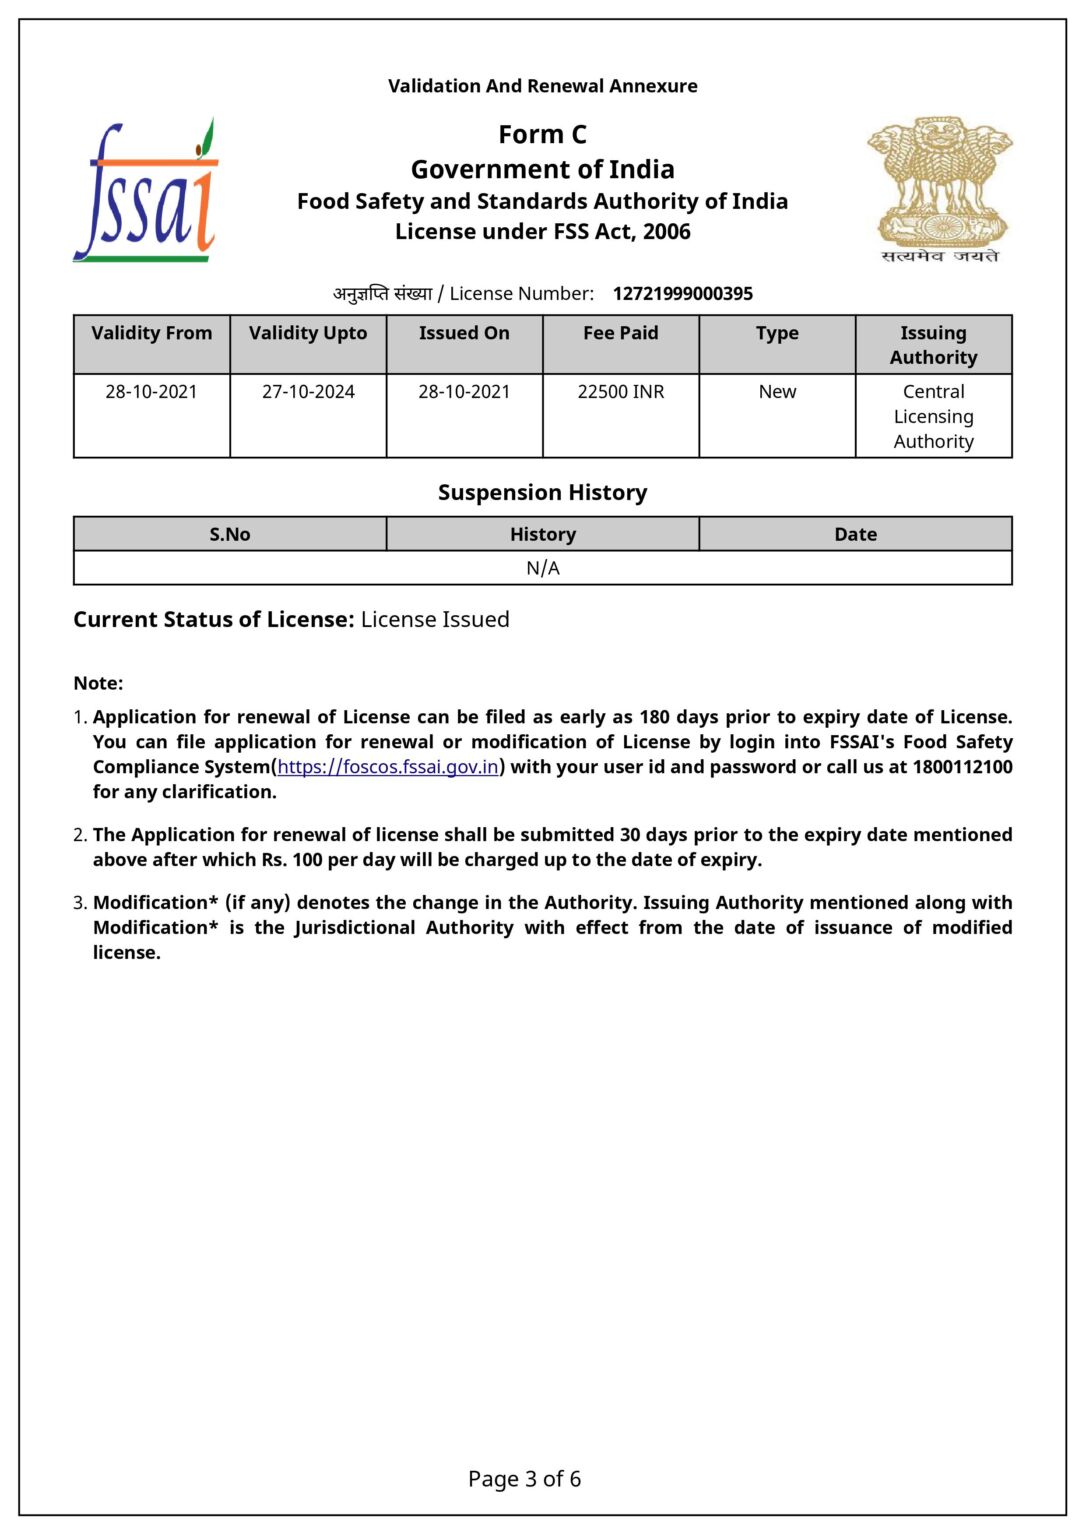 Validation And Renewal Annexure
fssai
Form C
Government of India
Food Safety and Standards Authority of India
License under FSS Act, 2006
सत्यमेव जयते
अनुज्ञप्ति संख्या / License Number: 12721999000395
Validity From Validity Upto Issued On Fee Paid Type Issuing
Authority
28-10-2021 27-10-2024 28-10-2021 22500 INR New Central
Licensing
Authority
Suspension History
S.No History Date
N/A
Current Status of License: License Issued
Note:
1. Application for renewal of License can be filed as early as 180 days prior to expiry date of License.
You can file application for renewal or modification of License by login into FSSAI's Food Safety
Compliance System(https://foscos.fssai.gov.in) with your user id and password or call us at 1800112100
for any clarification.
2. The Application for renewal of license shall be submitted 30 days prior to the expiry date mentioned
above after which Rs. 100 per day will be charged up to the date of expiry.
3. Modification* (if any) denotes the change in the Authority. Issuing Authority mentioned along with
Modification* is the Jurisdictional Authority with effect from the date of issuance of modified
license.
Page 3 of 6